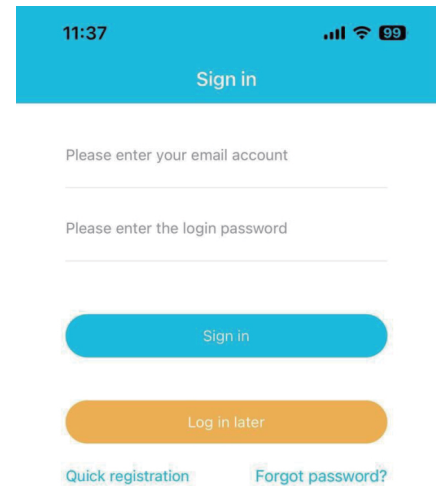 11:37
99
Sign in
Please enter your email account
Please enter the login password
Sign in
Log in later
Quick registration
Forgot password?